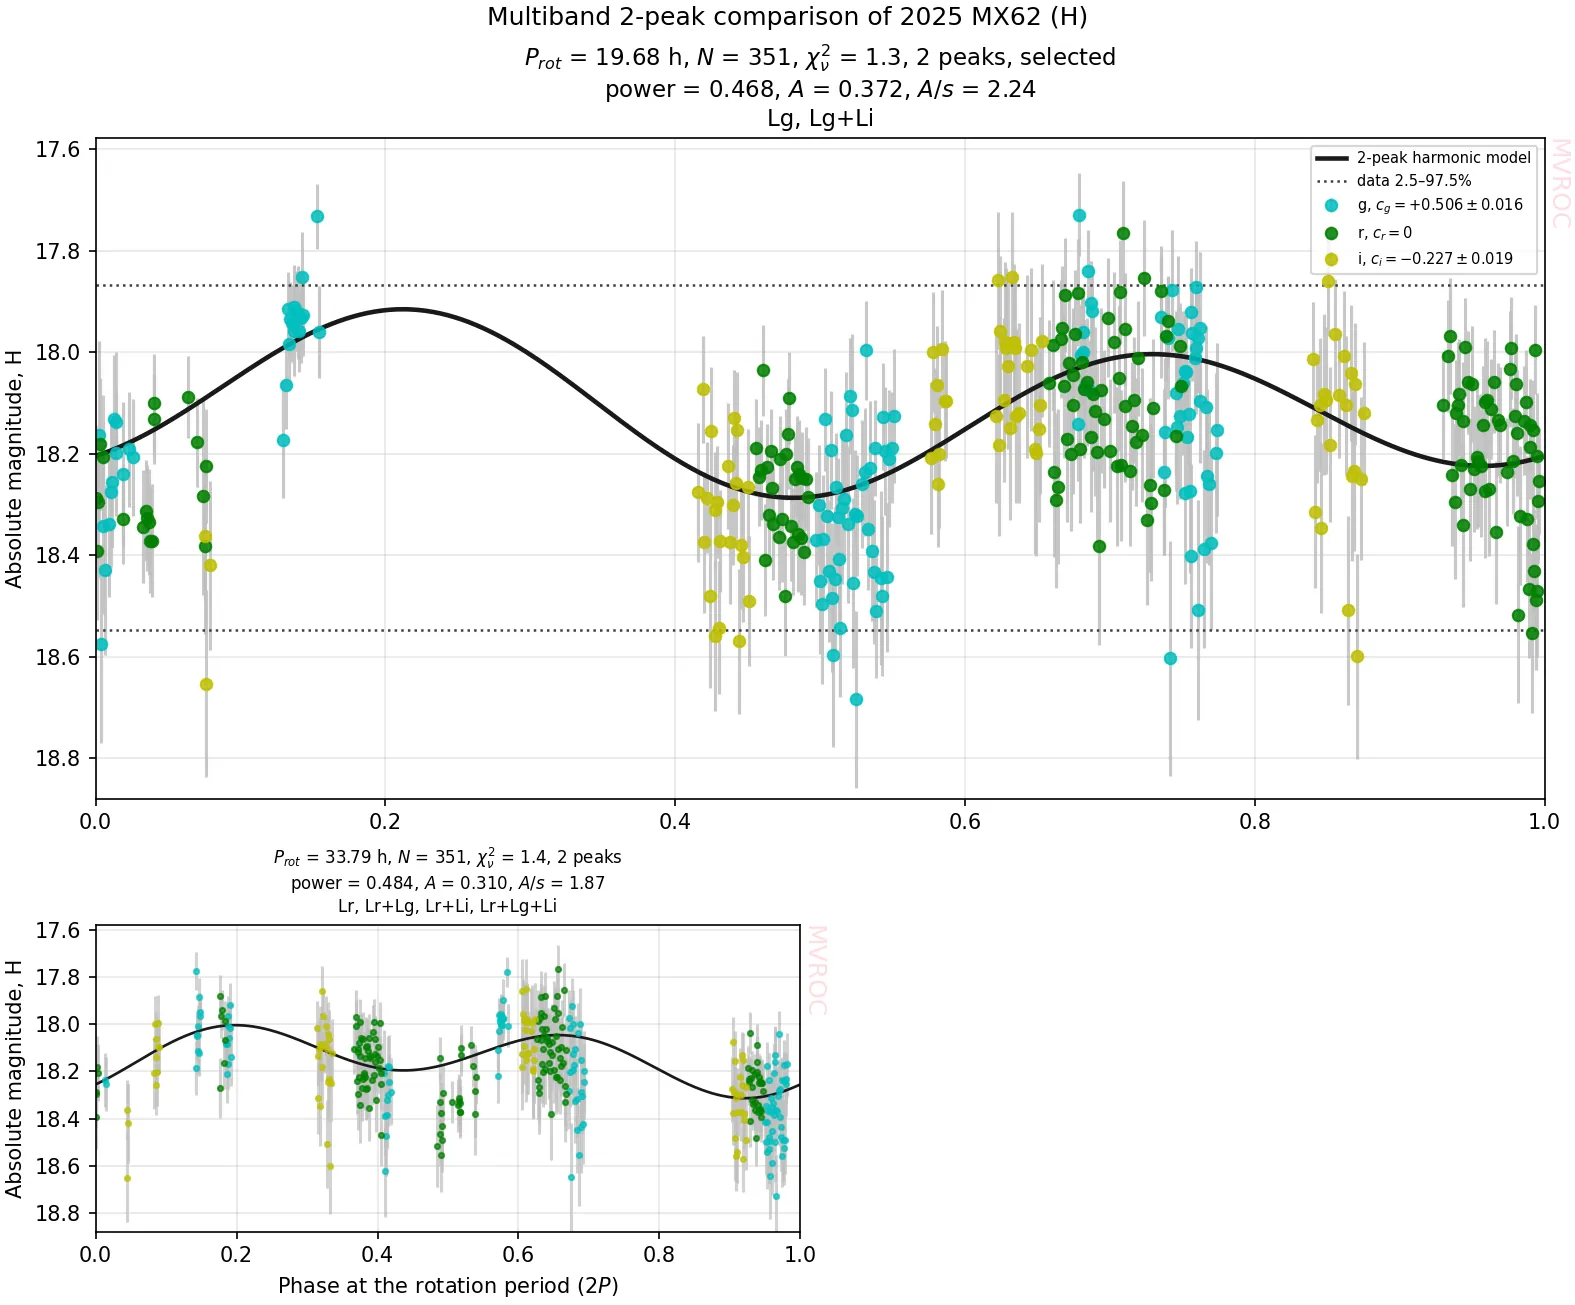 Multiband 2-peak comparison of 2025 MX62 (H)
P_rot = 19.68 h, N = 351, χ²_ν = 1.3, 2 peaks, selected
power = 0.468, A = 0.372, A/s = 2.24
Lg, Lg+Li
MVROC
2-peak harmonic model
data 2.5–97.5%
g, c_g = +0.506 ± 0.016
r, c_r = 0
i, c_i = −0.227 ± 0.019
Absolute magnitude, H
17.6
17.8
18.0
18.2
18.4
18.6
18.8
0.0 0.2 0.4 0.6 0.8 1.0
P_rot = 33.79 h, N = 351, χ²_ν = 1.4, 2 peaks
power = 0.484, A = 0.310, A/s = 1.87
Lr, Lr+Lg, Lr+Li, Lr+Lg+Li
MVROC
Absolute magnitude, H
17.6
17.8
18.0
18.2
18.4
18.6
18.8
0.0 0.2 0.4 0.6 0.8 1.0
Phase at the rotation period (2P)